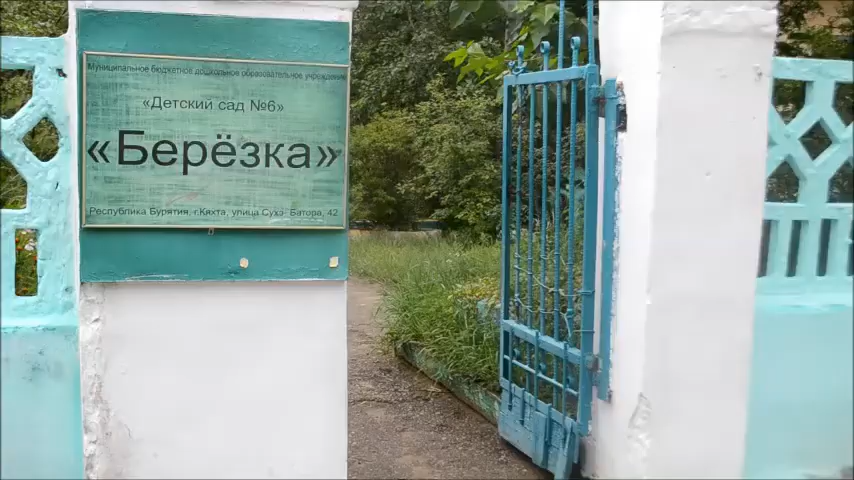 Муниципальное бюджетное дошкольное образовательное учреждение
«Детский сад №6»
«Берёзка»
Республика Бурятия, г.Кяхта, улица Сухэ-Батора, 42